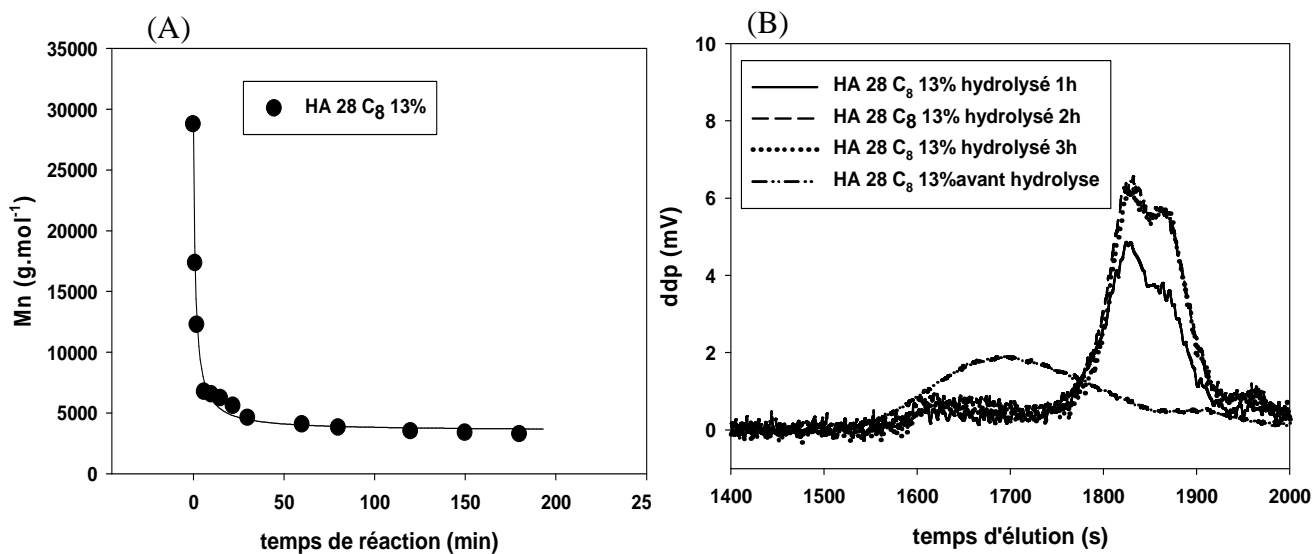 (A)
35000
30000
25000
20000
15000
10000
5000
0
Mn (g.mol⁻¹)
HA 28 C₈ 13%
0 50 100 150 200 25
temps de réaction (min)
(B)
10
8
6
4
2
0
ddp (mV)
HA 28 C₈ 13% hydrolysé 1h
HA 28 C₈ 13% hydrolysé 2h
HA 28 C₈ 13% hydrolysé 3h
HA 28 C₈ 13%avant hydrolyse
1400 1500 1600 1700 1800 1900 2000
temps d'élution (s)